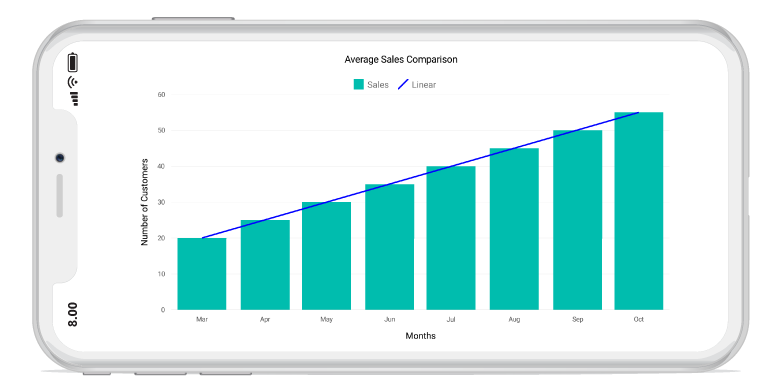 Average Sales Comparison
Sales Linear
60
50
40
30
20
10
0
Number of Customers
Mar Apr May Jun Jul Aug Sep Oct
Months
8.00